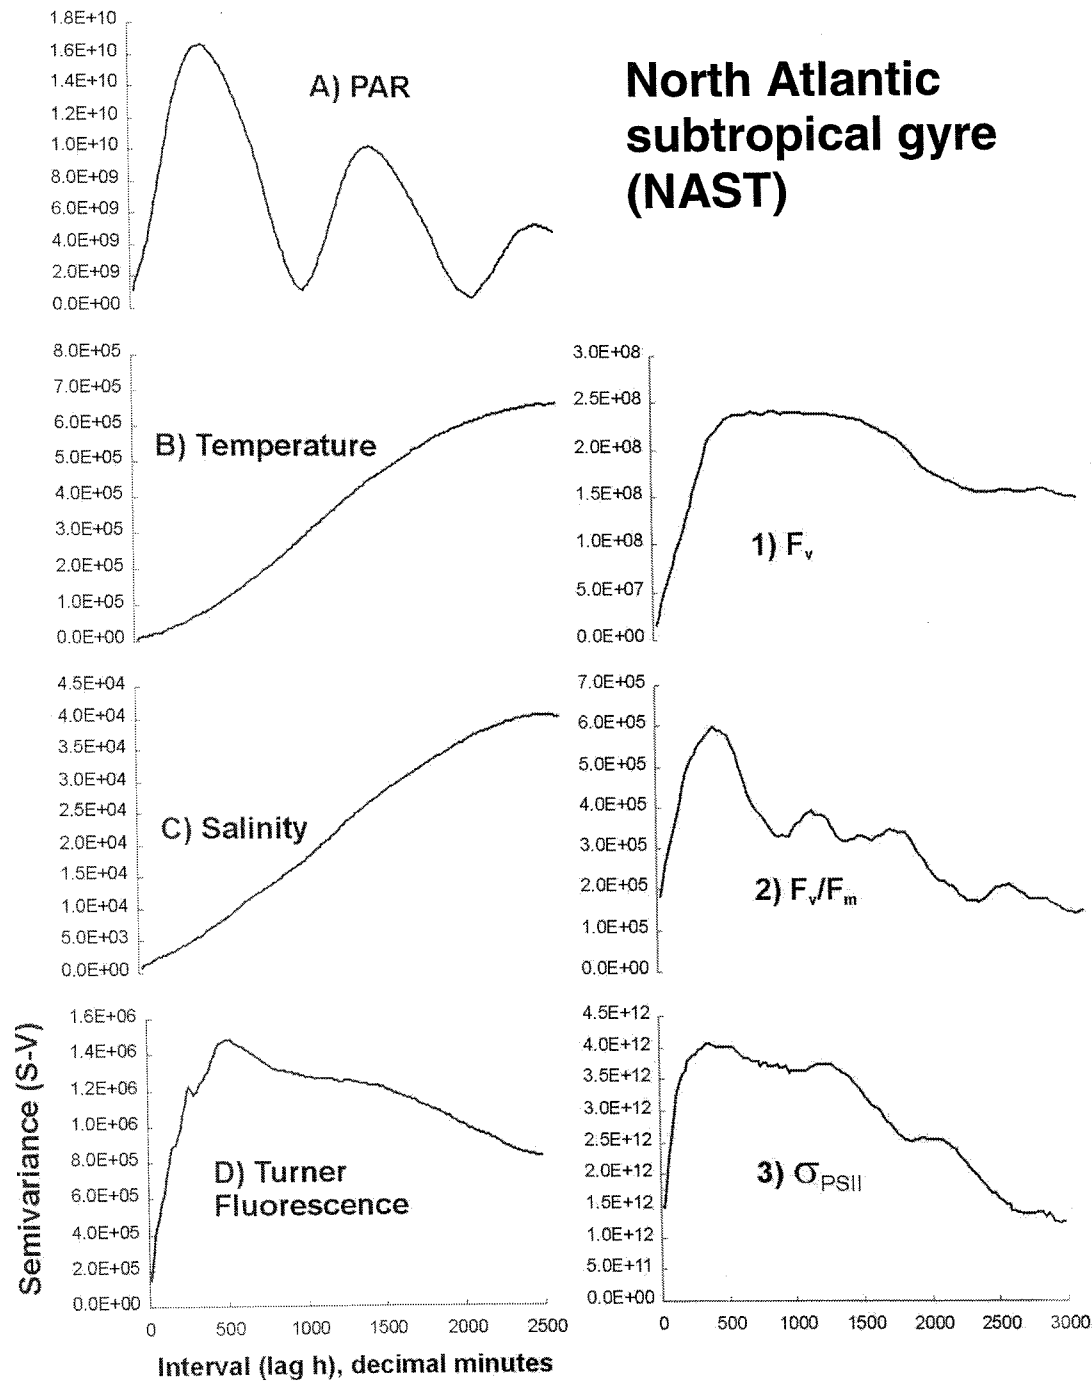 North Atlantic
subtropical gyre
(NAST)
A) PAR
1.8E+10
1.6E+10
1.4E+10
1.2E+10
1.0E+10
8.0E+09
6.0E+09
4.0E+09
2.0E+09
0.0E+00
B) Temperature
8.0E+05
7.0E+05
6.0E+05
5.0E+05
4.0E+05
3.0E+05
2.0E+05
1.0E+05
0.0E+00
1) Fv
3.0E+08
2.5E+08
2.0E+08
1.5E+08
1.0E+08
5.0E+07
0.0E+00
C) Salinity
4.5E+04
4.0E+04
3.5E+04
3.0E+04
2.5E+04
2.0E+04
1.5E+04
1.0E+04
5.0E+03
0.0E+00
2) Fv/Fm
7.0E+05
6.0E+05
5.0E+05
4.0E+05
3.0E+05
2.0E+05
1.0E+05
0.0E+00
D) Turner
Fluorescence
1.6E+06
1.4E+06
1.2E+06
1.0E+06
8.0E+05
6.0E+05
4.0E+05
2.0E+05
0.0E+00
0 500 1000 1500 2000 2500
3) σPSII
4.5E+12
4.0E+12
3.5E+12
3.0E+12
2.5E+12
2.0E+12
1.5E+12
1.0E+12
5.0E+11
0.0E+00
0 500 1000 1500 2000 2500 3000
Semivariance (S-V)
Interval (lag h), decimal minutes